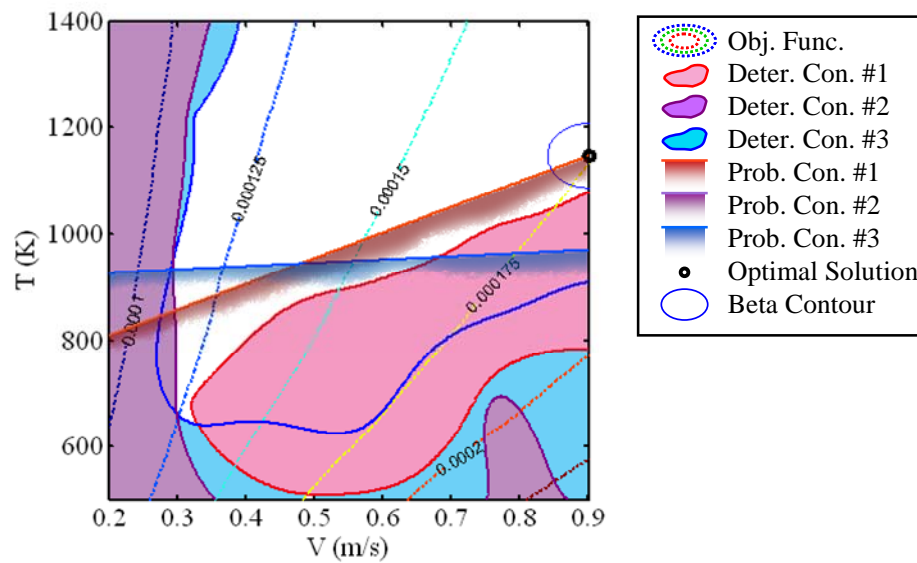 1400
1200
1000
800
600
T (K)
0.2
0.3
0.4
0.5
0.6
0.7
0.8
0.9
V (m/s)
0.0001
0.000125
0.00015
0.000175
0.0002
Obj. Func.
Deter. Con. #1
Deter. Con. #2
Deter. Con. #3
Prob. Con. #1
Prob. Con. #2
Prob. Con. #3
Optimal Solution
Beta Contour